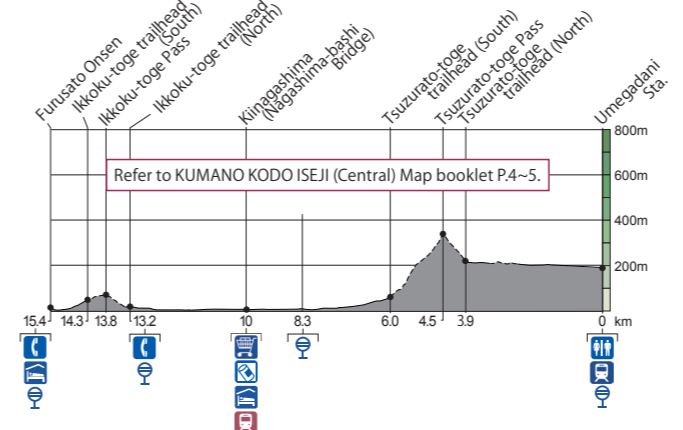 Furusato Onsen
Ikkoku-toge trailhead
(South)
Ikkoku-toge Pass
Ikkoku-toge trailhead
(North)
Kiinagashima
(Nagashima-bashi
Bridge)
Tsuzurato-toge
trailhead (South)
Tsuzurato-toge Pass
Tsuzurato-toge
trailhead (North)
Umegadani
Sta.
800m
Refer to KUMANO KODO ISEJI (Central) Map booklet P.4~5.
600m
400m
200m
15.4 14.3 13.8 13.2 10 8.3 6.0 4.5 3.9 0 km